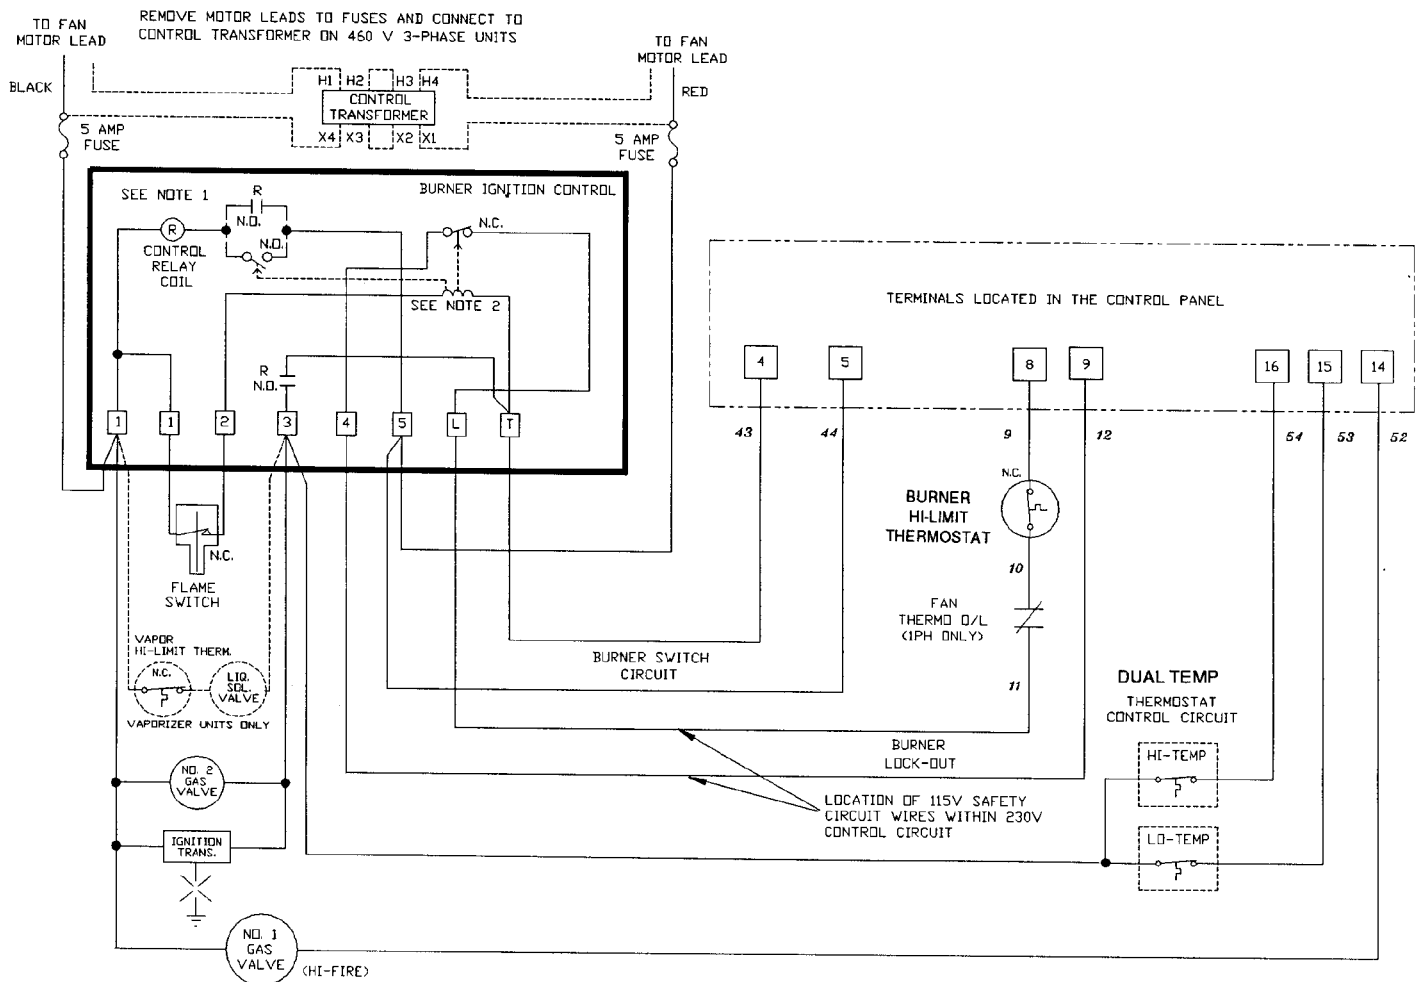 TO FAN
MOTOR LEAD
REMOVE MOTOR LEADS TO FUSES AND CONNECT TO
CONTROL TRANSFORMER ON 460 V 3-PHASE UNITS
TO FAN
MOTOR LEAD
BLACK
H1 H2 H3 H4
CONTROL
TRANSFORMER
X4 X3 X2 X1
RED
5 AMP
FUSE
5 AMP
FUSE
SEE NOTE 1
R
N.O.
BURNER IGNITION CONTROL
N.C.
R
CONTROL
RELAY
COIL
N.O.
SEE NOTE 2
R
N.O.
1 1 2 3 4 5 L T
TERMINALS LOCATED IN THE CONTROL PANEL
4 5 8 9 16 15 14
43 44 9 12 54 53 52
N.C.
BURNER
HI-LIMIT
THERMOSTAT
10
N.C.
FLAME
SWITCH
FAN
THERMO O/L
(1PH ONLY)
VAPOR
HI-LIMIT THERM.
N.C.
LIQ.
SOL.
VALVE
VAPORIZER UNITS ONLY
BURNER SWITCH
CIRCUIT
11
DUAL TEMP
THERMOSTAT
CONTROL CIRCUIT
BURNER
LOCK-OUT
HI-TEMP
NO. 2
GAS
VALVE
LOCATION OF 115V SAFETY
CIRCUIT WIRES WITHIN 230V
CONTROL CIRCUIT
IGNITION
TRANS.
LO-TEMP
NO. 1
GAS
VALVE
(HI-FIRE)